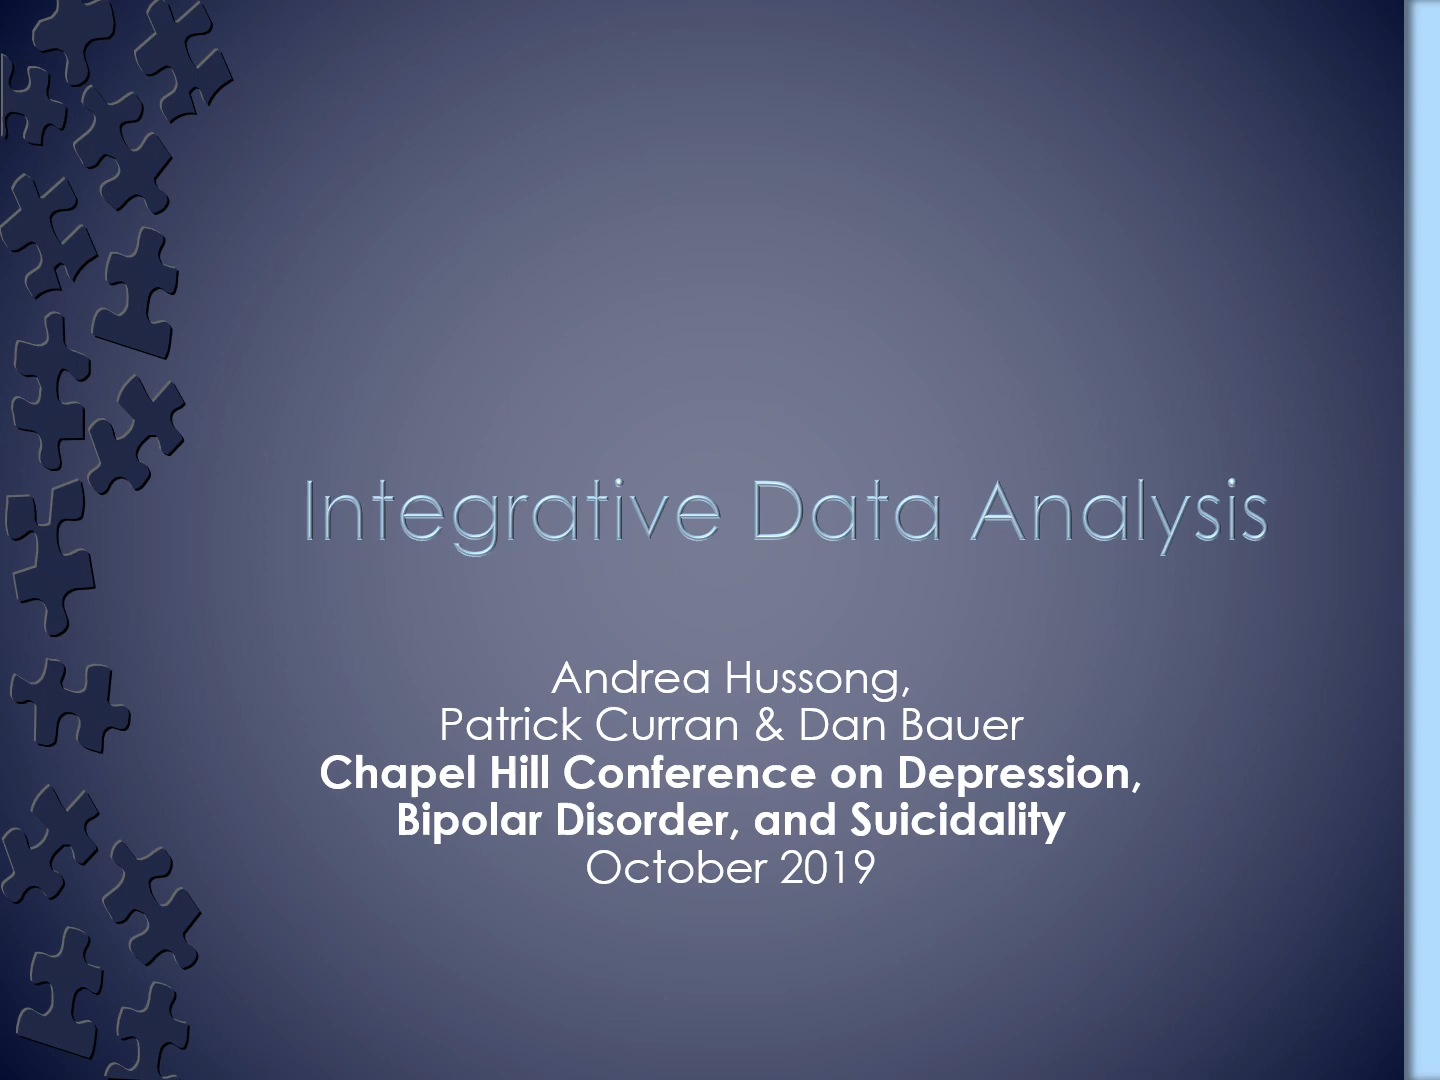 Integrative Data Analysis
Andrea Hussong,
Patrick Curran & Dan Bauer
Chapel Hill Conference on Depression,
Bipolar Disorder, and Suicidality
October 2019